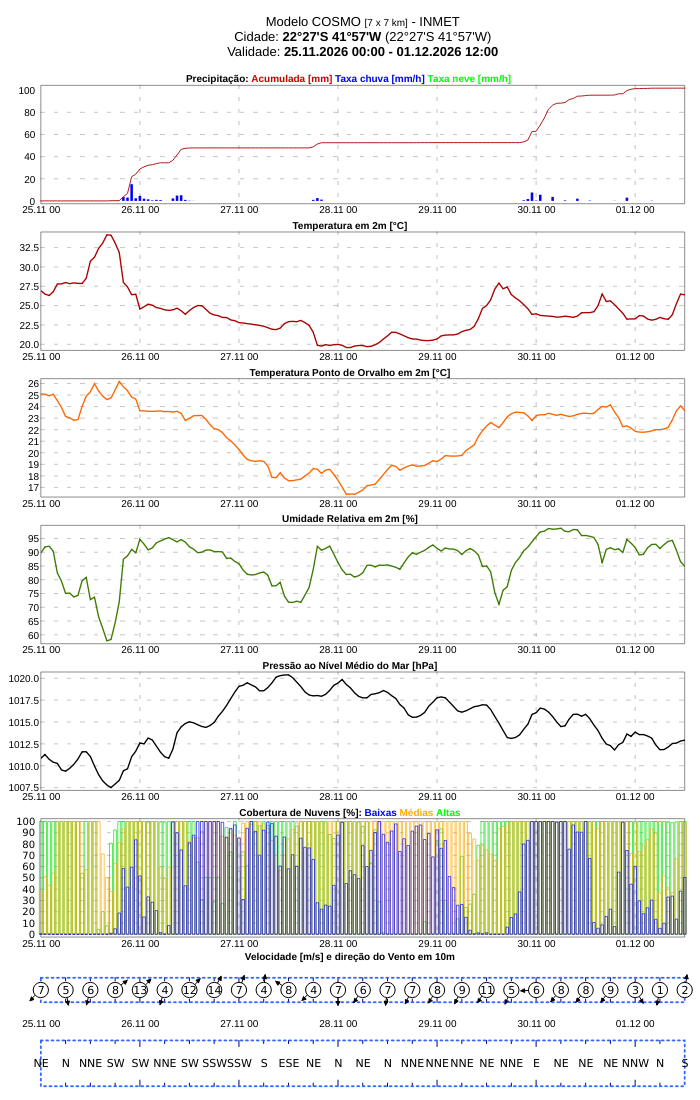 Modelo COSMO [7 x 7 km] - INMET
Cidade: 22°27'S 41°57'W (22°27'S 41°57'W)
Validade: 25.11.2026 00:00 - 01.12.2026 12:00
Precipitação: Acumulada [mm] Taxa chuva [mm/h] Taxa neve [mm/h]
100
80
60
40
20
0
25.11 00 26.11 00 27.11 00 28.11 00 29.11 00 30.11 00 01.12 00
Temperatura em 2m [°C]
32.5
30.0
27.5
25.0
22.5
20.0
25.11 00 26.11 00 27.11 00 28.11 00 29.11 00 30.11 00 01.12 00
Temperatura Ponto de Orvalho em 2m [°C]
26
25
24
23
22
21
20
19
18
17
25.11 00 26.11 00 27.11 00 28.11 00 29.11 00 30.11 00 01.12 00
Umidade Relativa em 2m [%]
95
90
85
80
75
70
65
60
25.11 00 26.11 00 27.11 00 28.11 00 29.11 00 30.11 00 01.12 00
Pressão ao Nível Médio do Mar [hPa]
1020.0
1017.5
1015.0
1012.5
1010.0
1007.5
25.11 00 26.11 00 27.11 00 28.11 00 29.11 00 30.11 00 01.12 00
Cobertura de Nuvens [%]: Baixas Médias Altas
100
90
80
70
60
50
40
30
20
10
0
25.11 00 26.11 00 27.11 00 28.11 00 29.11 00 30.11 00 01.12 00
Velocidade [m/s] e direção do Vento em 10m
7 5 6 8 13 4 12 14 7 4 8 4 7 6 7 7 8 9 11 5 6 8 8 9 3 1 2
25.11 00 26.11 00 27.11 00 28.11 00 29.11 00 30.11 00 01.12 00
NE N NNE SW SW NNE SW SSW SSW S ESE NE N NE N NNE NNE NNE NE NNE E NE NE NE NNW N S